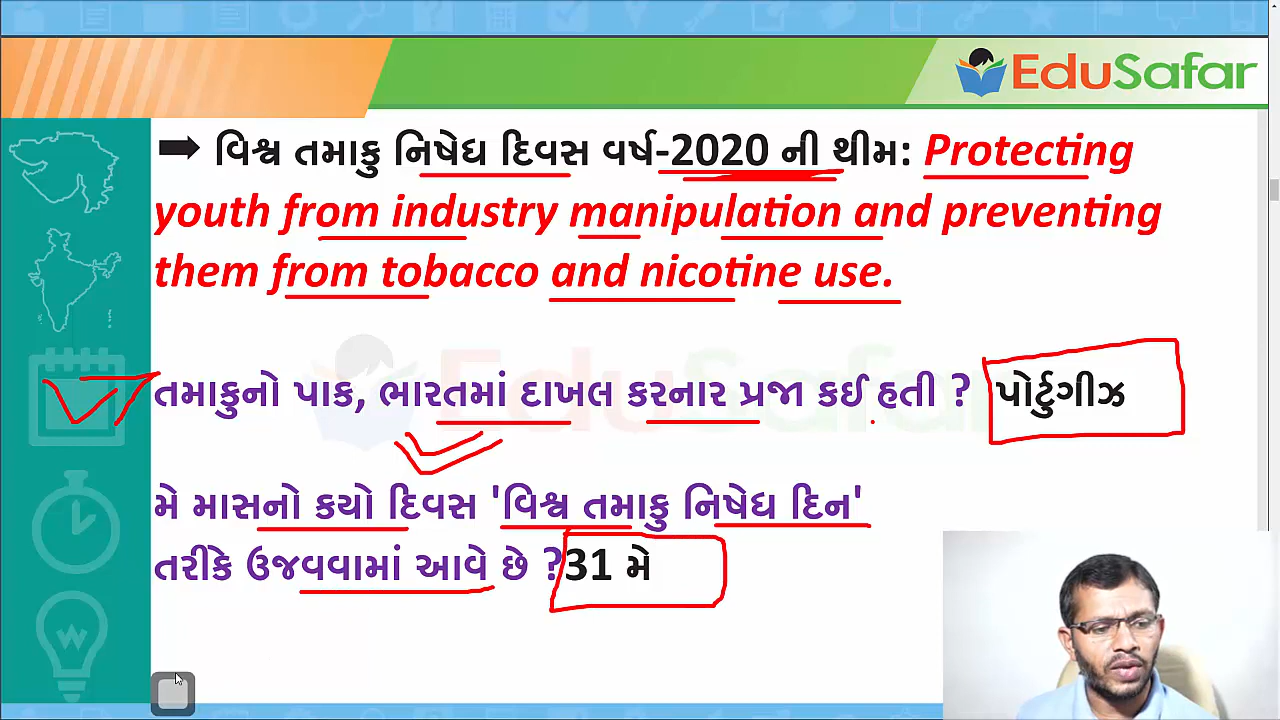 EduSafar
➡ વિશ્વ તમાકુ નિષેધ દિવસ વર્ષ-2020 ની થીમ: Protecting
youth from industry manipulation and preventing
them from tobacco and nicotine use.
તમાકુનો પાક, ભારતમાં દાખલ કરનાર પ્રજા કઈ હતી ? પોર્ટુગીઝ
મે માસનો કયો દિવસ 'વિશ્વ તમાકુ નિષેધ દિન'
તરીકે ઉજવવામાં આવે છે ? 31 મે
EduSafar